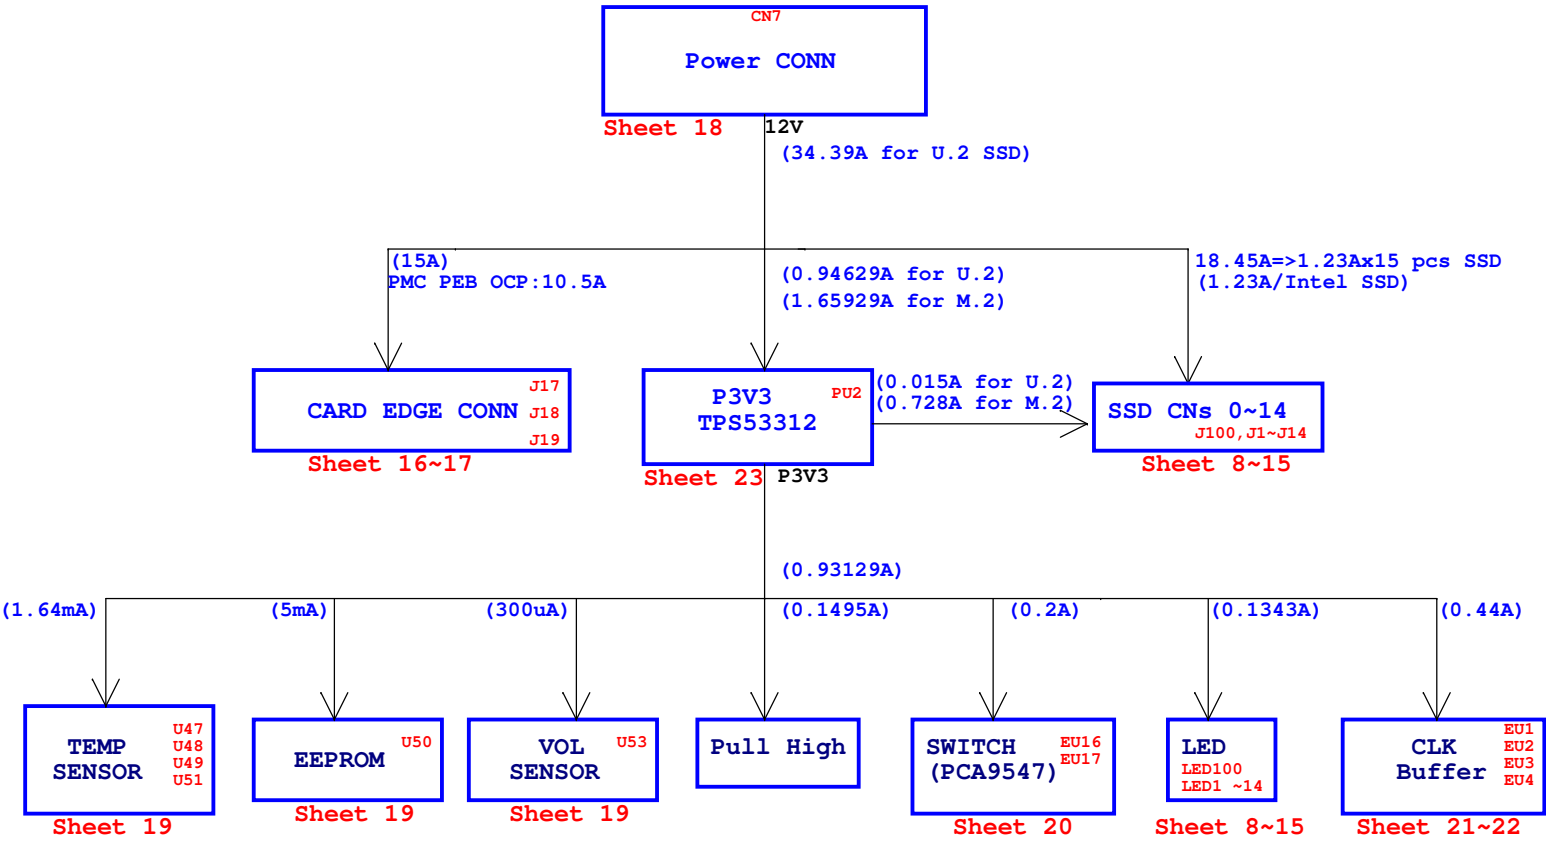 CN7
Power CONN
Sheet 18
12V
(34.39A for U.2 SSD)
(15A)
PMC PEB OCP:10.5A
(0.94629A for U.2)
(1.65929A for M.2)
18.45A=>1.23Ax15 pcs SSD
(1.23A/Intel SSD)
J17
CARD EDGE CONN J18
J19
Sheet 16~17
P3V3
TPS53312
PU2
Sheet 23
P3V3
(0.015A for U.2)
(0.728A for M.2)
SSD CNs 0~14
J100,J1~J14
Sheet 8~15
(0.93129A)
(1.64mA)
(5mA)
(300uA)
(0.1495A)
(0.2A)
(0.1343A)
(0.44A)
TEMP
SENSOR
U47
U48
U49
U51
Sheet 19
EEPROM
U50
Sheet 19
VOL
SENSOR
U53
Sheet 19
Pull High
SWITCH
(PCA9547)
EU16
EU17
Sheet 20
LED
LED100
LED1 ~14
Sheet 8~15
CLK
Buffer
EU1
EU2
EU3
EU4
Sheet 21~22